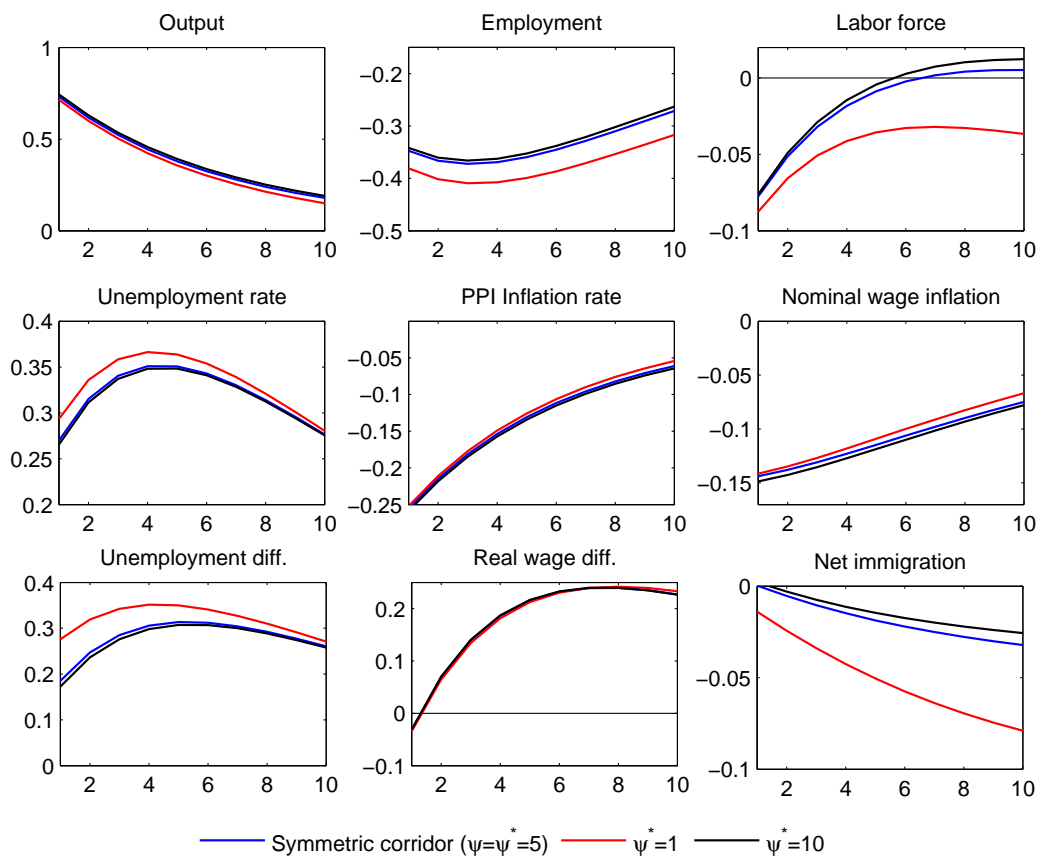 Output
Employment
Labor force
1
0.5
0
2 4 6 8 10
−0.2
−0.3
−0.4
−0.5
2 4 6 8 10
0
−0.05
−0.1
2 4 6 8 10
Unemployment rate
PPI Inflation rate
Nominal wage inflation
0.4
0.35
0.3
0.25
0.2
2 4 6 8 10
−0.05
−0.1
−0.15
−0.2
−0.25
2 4 6 8 10
0
−0.05
−0.1
−0.15
2 4 6 8 10
Unemployment diff.
Real wage diff.
Net immigration
0.4
0.3
0.2
0.1
0
2 4 6 8 10
0.2
0.1
0
−0.1
2 4 6 8 10
0
−0.05
−0.1
2 4 6 8 10
Symmetric corridor (ψ=ψ*=5) ψ*=1 ψ*=10